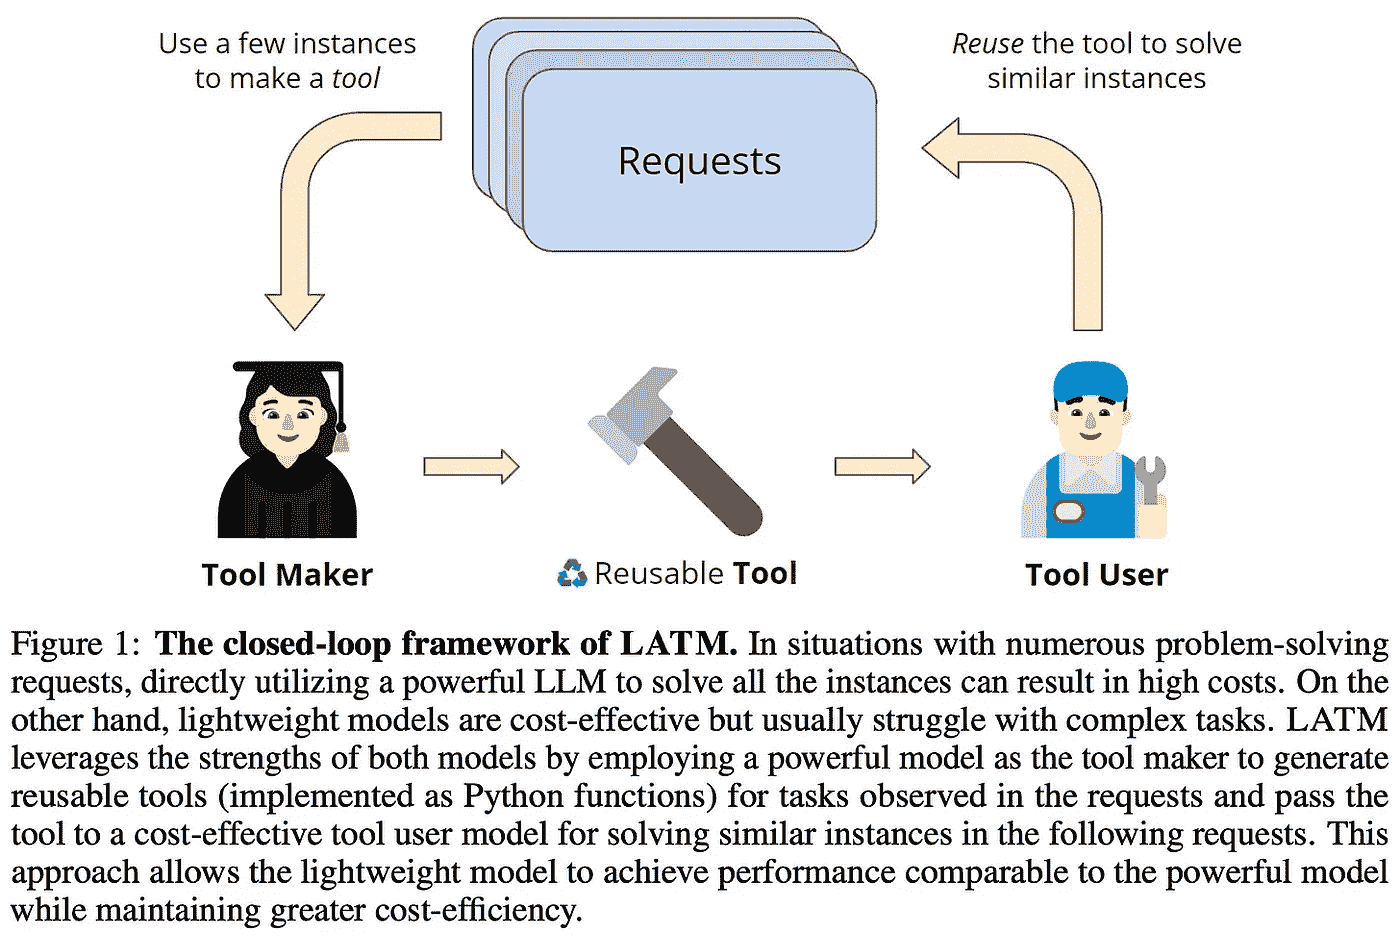 Use a few instances
to make a tool
Requests
Reuse the tool to solve
similar instances
Tool Maker
Reusable Tool
Tool User
Figure 1: The closed-loop framework of LATM. In situations with numerous problem-solving
requests, directly utilizing a powerful LLM to solve all the instances can result in high costs. On the
other hand, lightweight models are cost-effective but usually struggle with complex tasks. LATM
leverages the strengths of both models by employing a powerful model as the tool maker to generate
reusable tools (implemented as Python functions) for tasks observed in the requests and pass the
tool to a cost-effective tool user model for solving similar instances in the following requests. This
approach allows the lightweight model to achieve performance comparable to the powerful model
while maintaining greater cost-efficiency.